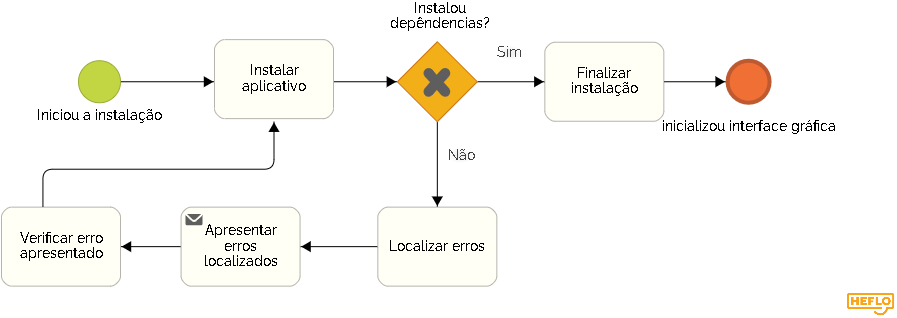 Instalou
depêndencias?
Sim
Instalar
aplicativo
Finalizar
instalação
Iniciou a instalação
inicializou interface gráfica
Não
Verificar erro
apresentado
Apresentar
erros
localizados
Localizar erros
HEFLO